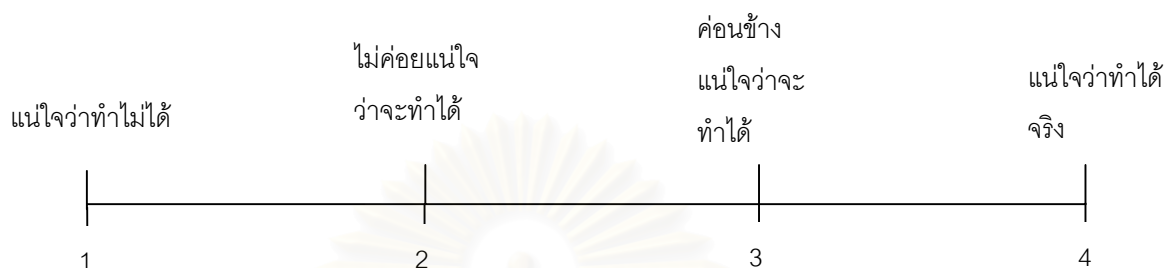 แน่ใจว่าทำไม่ได้
ไม่ค่อยแน่ใจ
ว่าจะทำได้
ค่อนข้าง
แน่ใจว่าจะ
ทำได้
แน่ใจว่าทำได้
จริง
1
2
3
4